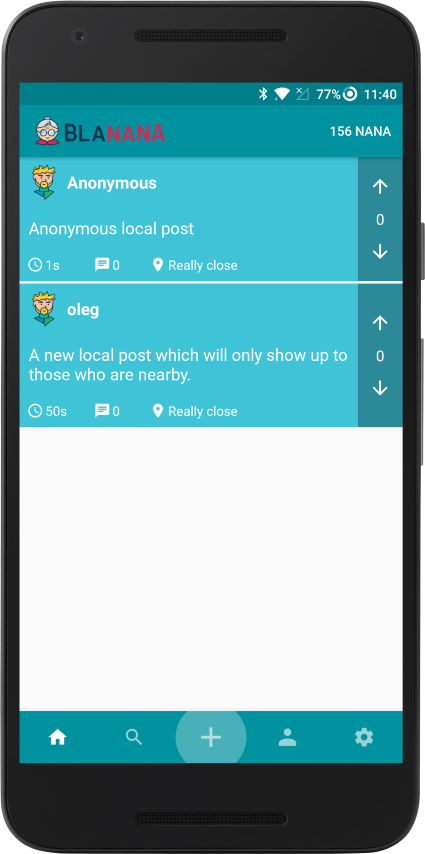 77% 11:40
BLANANA 156 NANA
Anonymous
Anonymous local post
0
1s 0 Really close
oleg
A new local post which will only show up to
those who are nearby.
0
50s 0 Really close